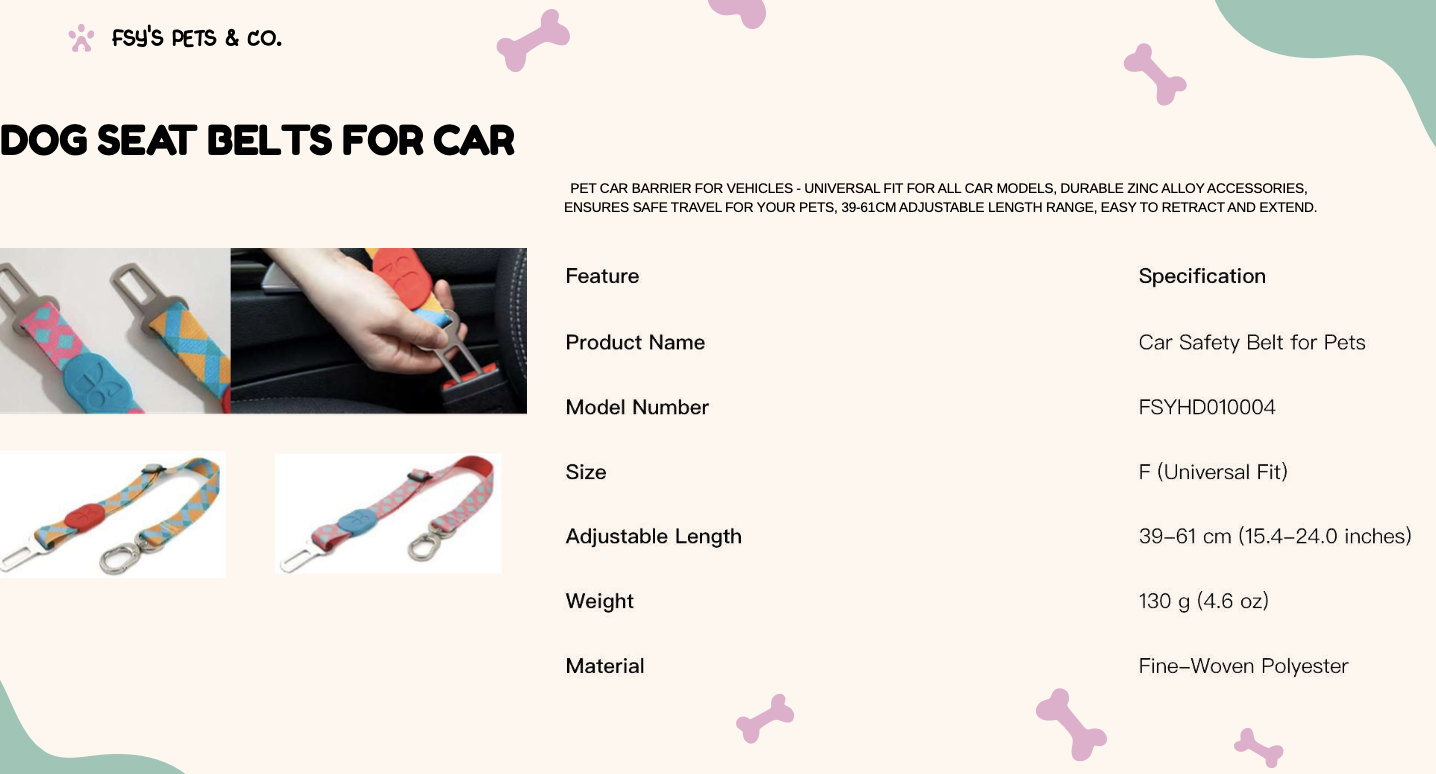 FSY'S PETS & CO.
DOG SEAT BELTS FOR CAR
PET CAR BARRIER FOR VEHICLES - UNIVERSAL FIT FOR ALL CAR MODELS, DURABLE ZINC ALLOY ACCESSORIES,
ENSURES SAFE TRAVEL FOR YOUR PETS, 39-61CM ADJUSTABLE LENGTH RANGE, EASY TO RETRACT AND EXTEND.
Feature Specification
Product Name Car Safety Belt for Pets
Model Number FSYHD010004
Size F (Universal Fit)
Adjustable Length 39–61 cm (15.4–24.0 inches)
Weight 130 g (4.6 oz)
Material Fine–Woven Polyester